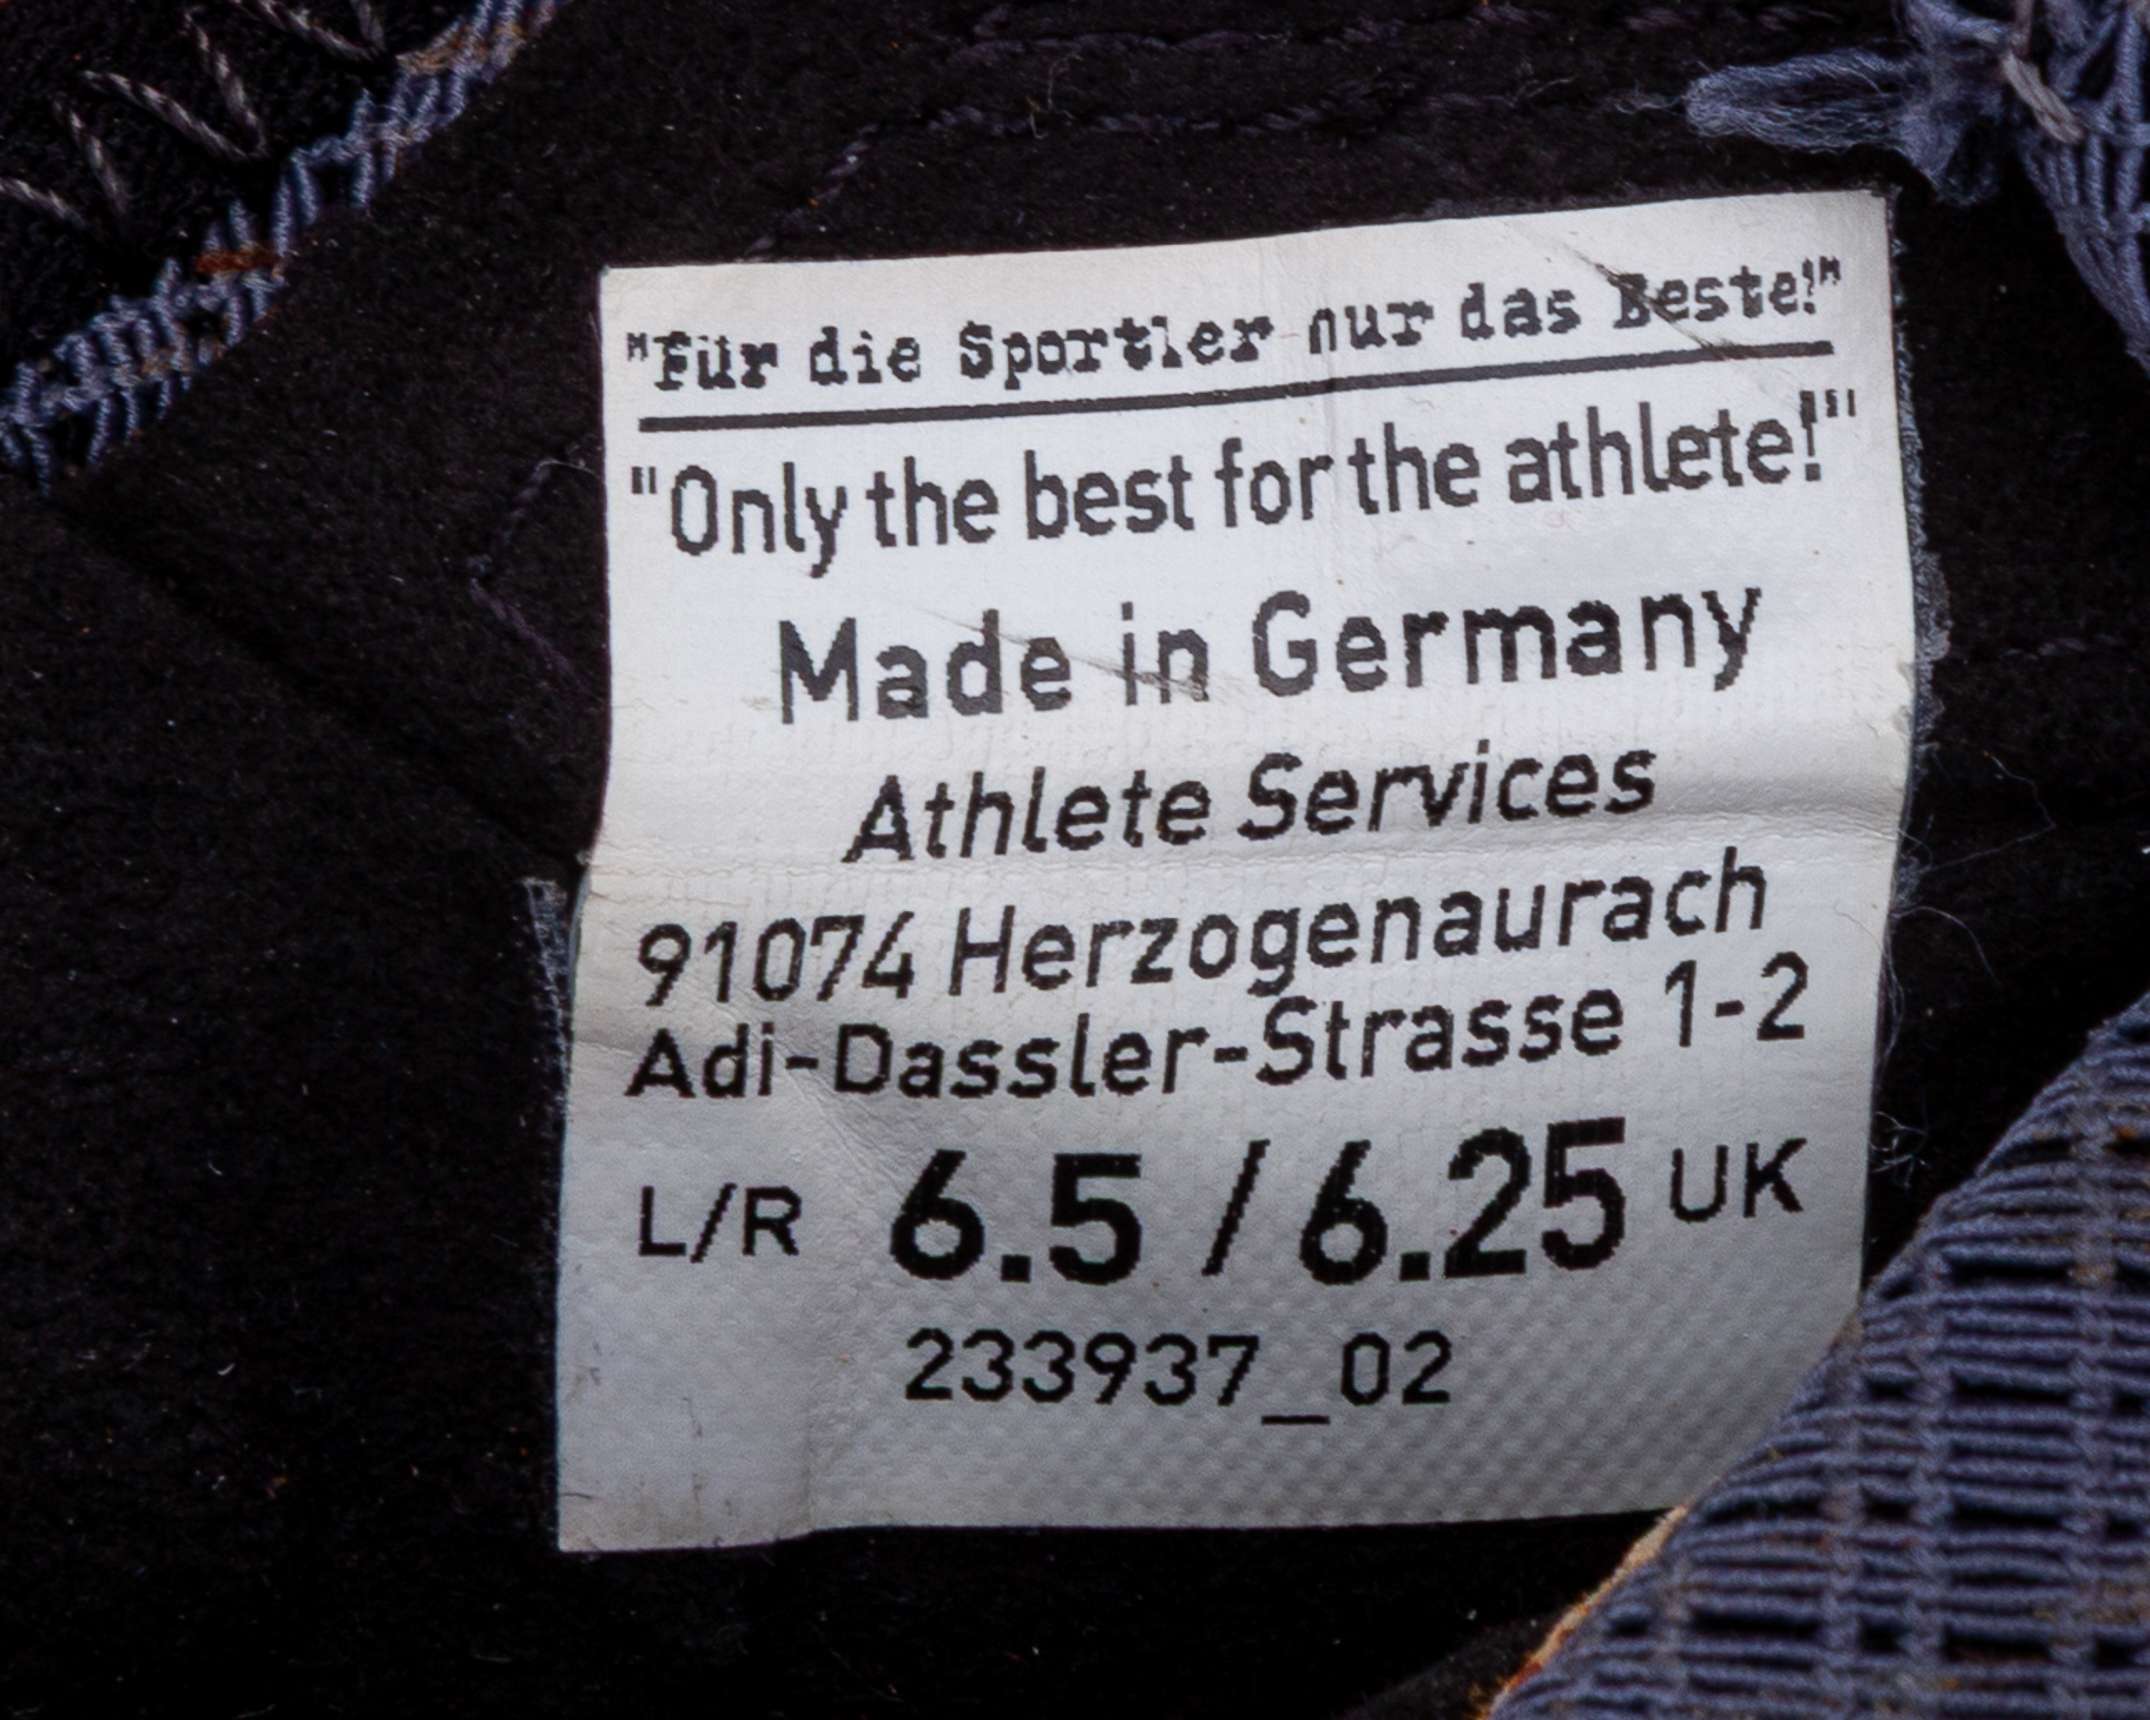 "Für die Sportler nur das Beste!"
"Only the best for the athlete!"
Made in Germany
Athlete Services
91074 Herzogenaurach
Adi-Dassler-Strasse 1-2
L/R 6.5 / 6.25 UK
233937_02